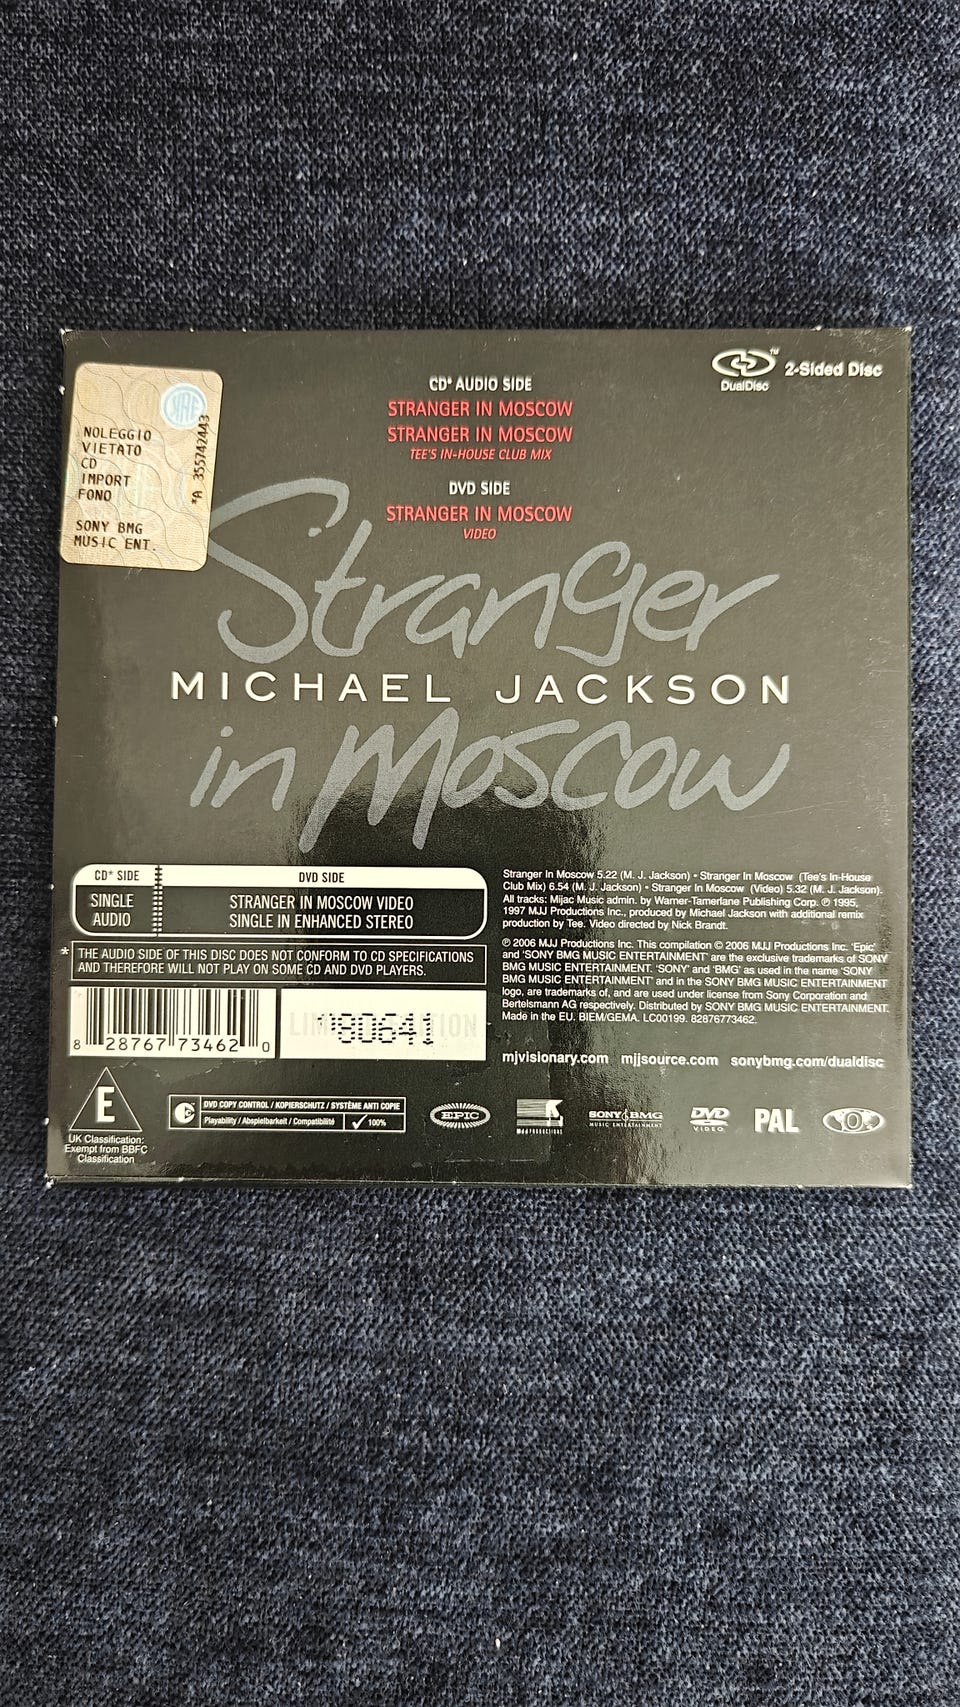 NOLEGGIO
VIETATO
CD
IMPORT
FONO
SONY BMG
MUSIC ENT.
*A 355742443
CD* AUDIO SIDE
STRANGER IN MOSCOW
STRANGER IN MOSCOW
TEE'S IN-HOUSE CLUB MIX
DVD SIDE
STRANGER IN MOSCOW
VIDEO
DualDisc
TM
2-Sided Disc
Stranger
MICHAEL JACKSON
in Moscow
CD* SIDE
DVD SIDE
SINGLE
AUDIO
STRANGER IN MOSCOW VIDEO
SINGLE IN ENHANCED STEREO
* THE AUDIO SIDE OF THIS DISC DOES NOT CONFORM TO CD SPECIFICATIONS
AND THEREFORE WILL NOT PLAY ON SOME CD AND DVD PLAYERS.
8 28767 73462 0
LIMITED EDITION
Stranger In Moscow 5.22 (M. J. Jackson) • Stranger In Moscow (Tee's In-House
Club Mix) 6.54 (M. J. Jackson) • Stranger In Moscow (Video) 5.32 (M. J. Jackson).
All tracks: Mijac Music admin. by Warner-Tamerlane Publishing Corp. ℗ 1995,
1997 MJJ Productions Inc., produced by Michael Jackson with additional remix
production by Tee. Video directed by Nick Brandt.
℗ 2006 MJJ Productions Inc. This compilation © 2006 MJJ Productions Inc. 'Epic'
and 'SONY BMG MUSIC ENTERTAINMENT' are the exclusive trademarks of SONY
BMG MUSIC ENTERTAINMENT. 'SONY' and 'BMG' as used in the name 'SONY
BMG MUSIC ENTERTAINMENT' and in the SONY BMG MUSIC ENTERTAINMENT
logo, are trademarks of, and are used under license from Sony Corporation and
Bertelsmann AG respectively. Distributed by SONY BMG MUSIC ENTERTAINMENT.
Made in the EU. BIEM/GEMA. LC00199. 82876773462.
mjvisionary.com mjjsource.com sonybmg.com/dualdisc
E
UK Classification:
Exempt from BBFC
Classification
DVD COPY CONTROL / KOPIERSCHUTZ / SYSTÈME ANTI COPIE
Playability / Abspielbarkeit / Compatibilité ✓ 100%
EPIC
SONY BMG
MUSIC ENTERTAINMENT
DVD
VIDEO
PAL